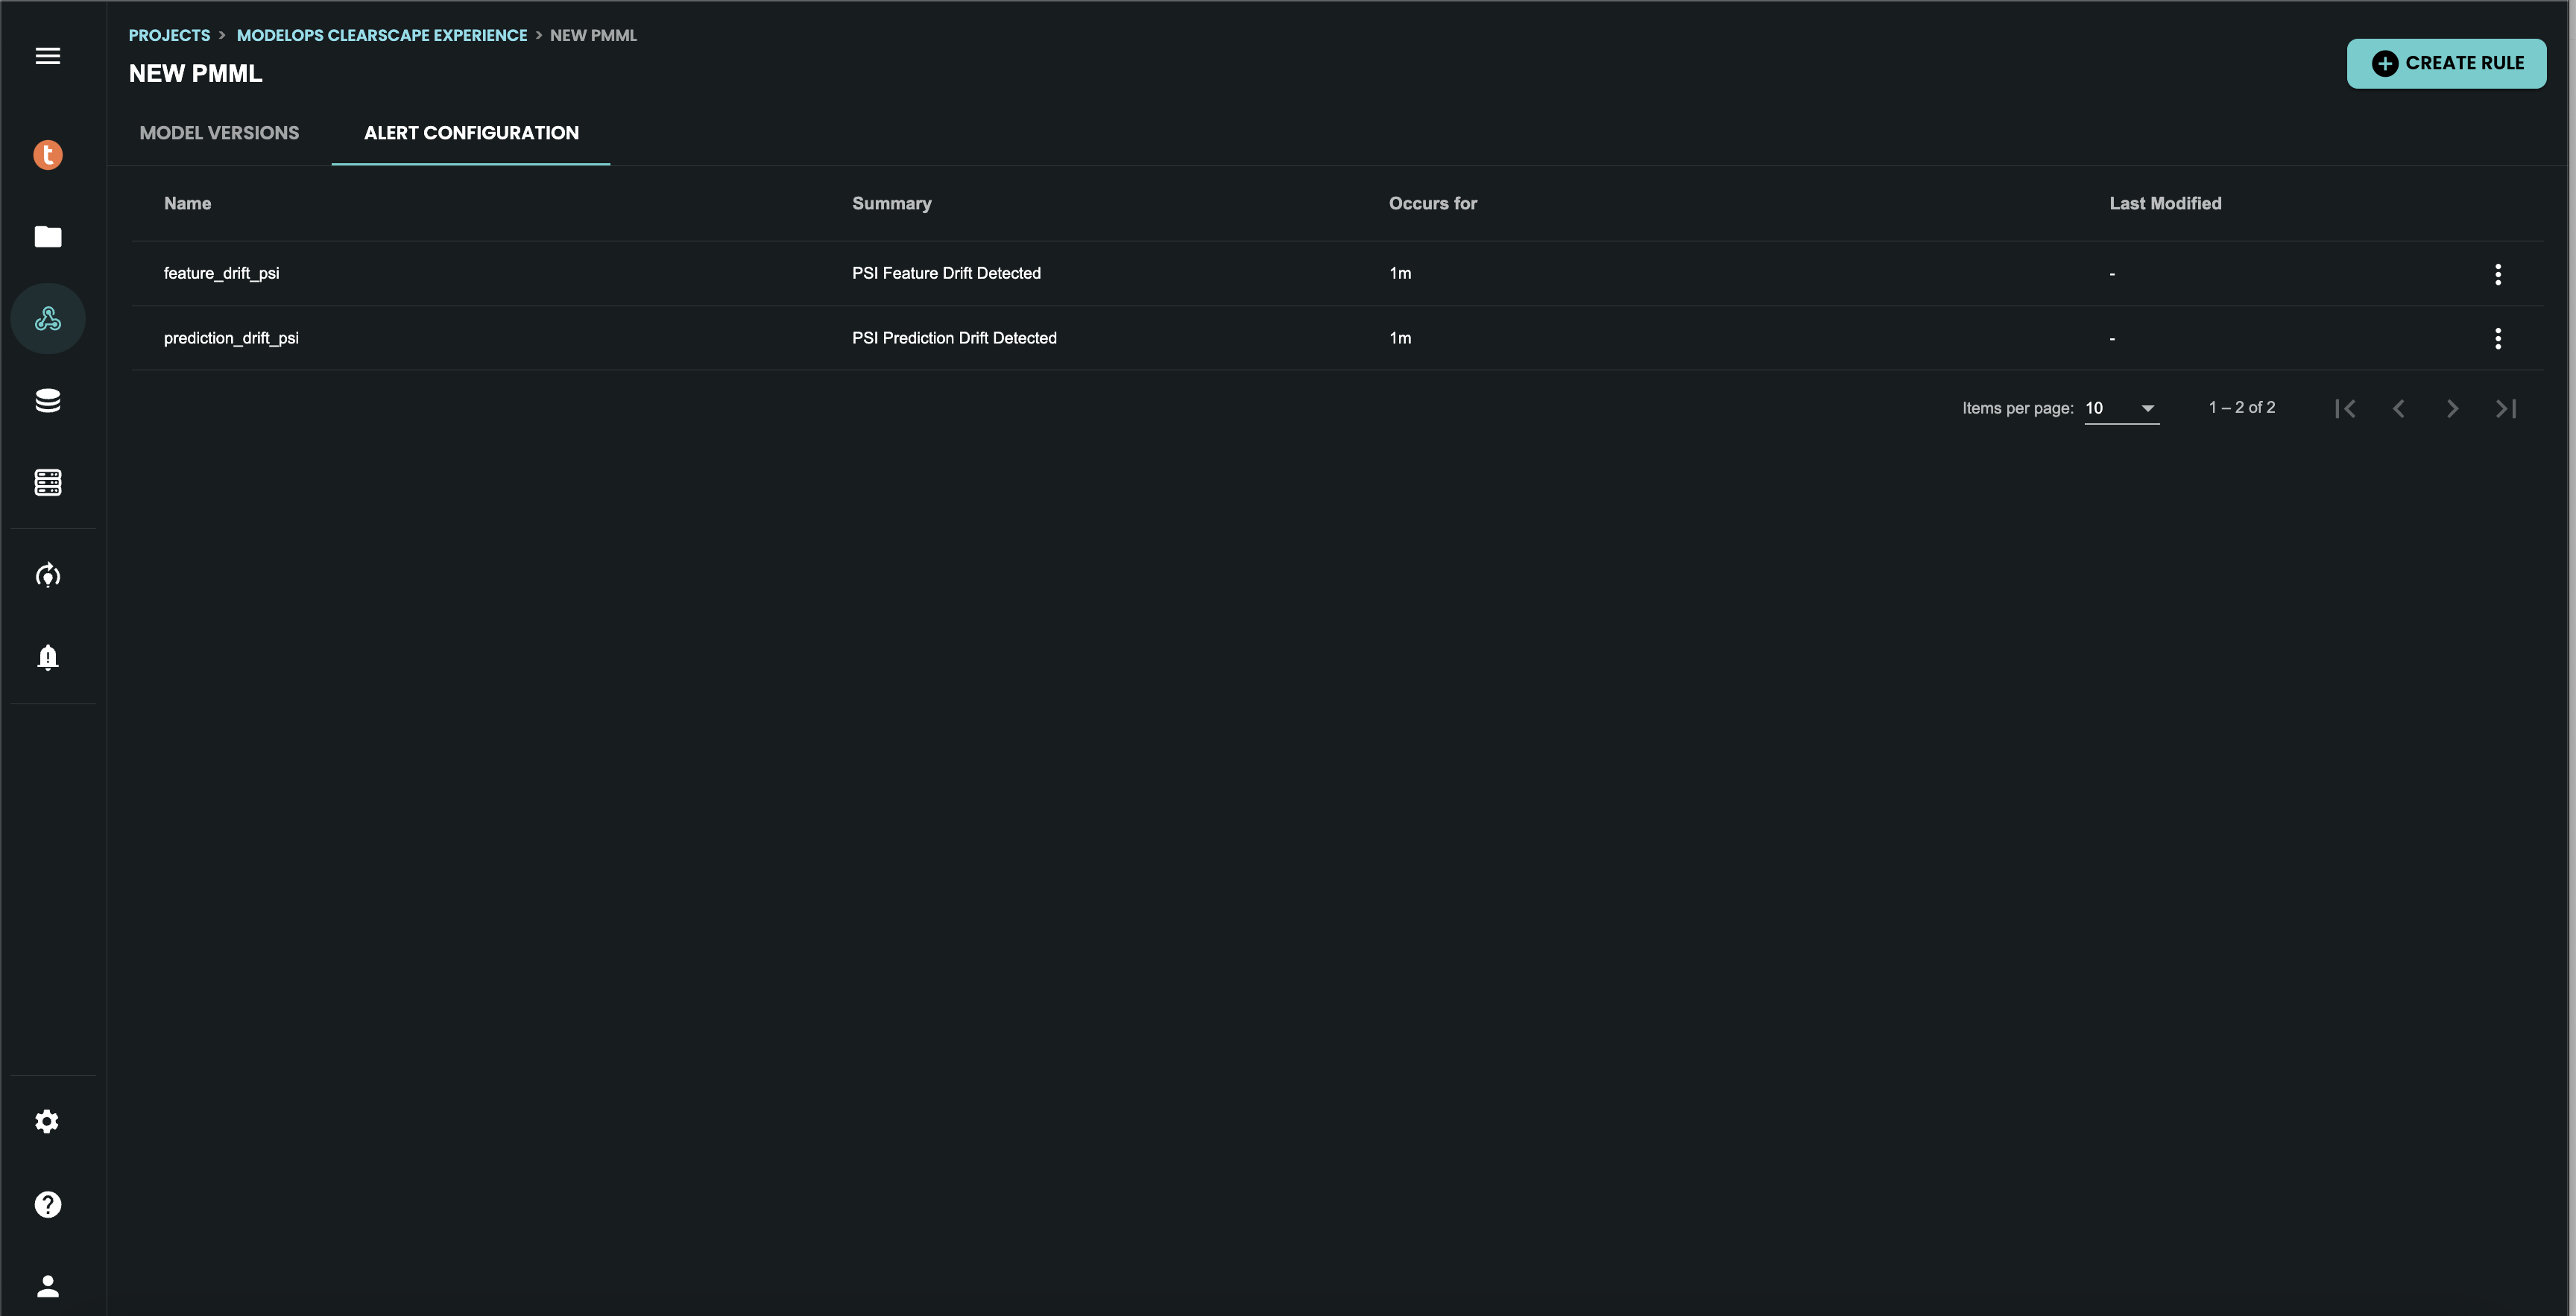 PROJECTS > MODELOPS CLEARSCAPE EXPERIENCE > NEW PMML
NEW PMML
CREATE RULE
MODEL VERSIONS ALERT CONFIGURATION
Name Summary Occurs for Last Modified
feature_drift_psi PSI Feature Drift Detected 1m -
prediction_drift_psi PSI Prediction Drift Detected 1m -
Items per page: 10 1 – 2 of 2